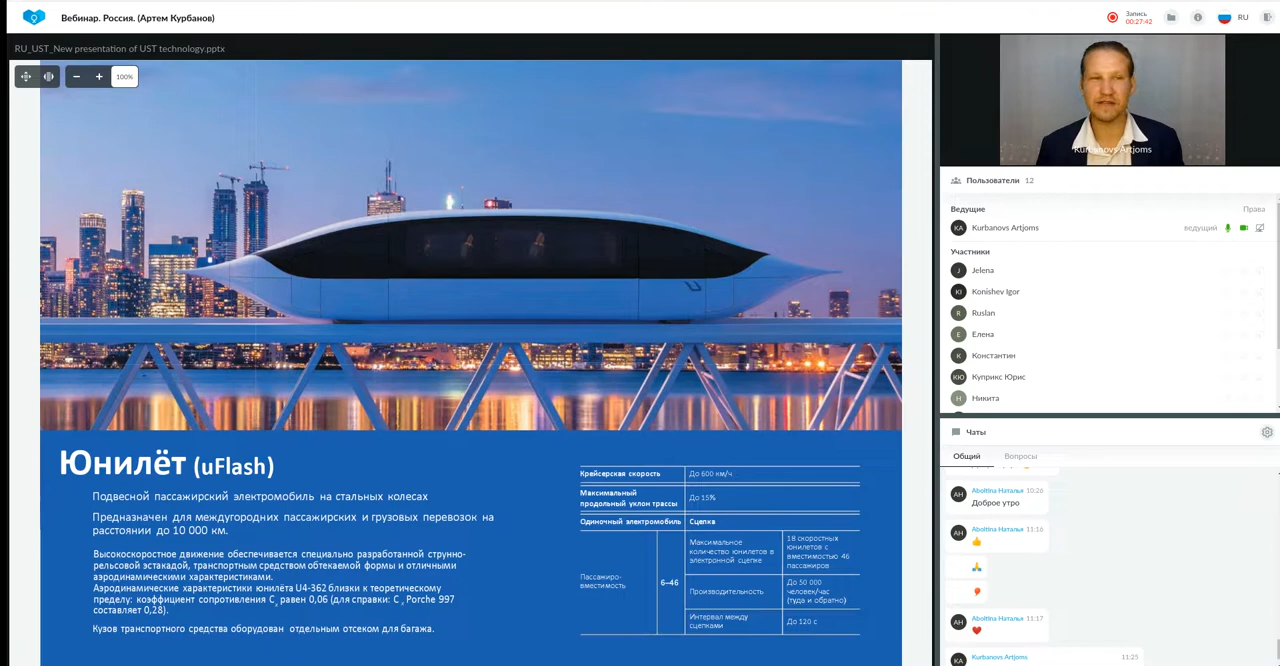 Вебинар. Россия. (Артем Курбанов)
Запись
00:27:42
RU
RU_UST_New presentation of UST technology.pptx
100%
Kurbanovs Artjoms
Юнилёт (uFlash)
Подвесной пассажирский электромобиль на стальных колесах
Предназначен для междугородних пассажирских и грузовых перевозок на
расстоянии до 10 000 км.
Высокоскоростное движение обеспечивается специально разработанной струнно-
рельсовой эстакадой, транспортным средством обтекаемой формы и отличными
аэродинамическими характеристиками.
Аэродинамические характеристики юнилёта U4-362 близки к теоретическому
пределу: коэффициент сопротивления Cx равен 0,06 (для справки: Cx Porche 997
составляет 0,28).
Кузов транспортного средства оборудован отдельным отсеком для багажа.
Крейсерская скорость До 600 км/ч
Максимальный
продольный уклон трассы До 15%
Одиночный электромобиль Сцепка
Пассажиро-
вместимость
6–46
Максимальное
количество юнилетов в
электронной сцепке
18 скоростных
юнилетов с
вместимостью 46
пассажиров
Производительность
До 50 000
человек/час
(туда и обратно)
Интервал между
сцепками
До 120 с
Пользователи 12
Ведущие Права
KA Kurbanovs Artjoms ведущий
Участники
J Jelena
KI Konishev Igor
R Ruslan
Е Елена
К Константин
КЮ Куприкс Юрис
Н Никита
Чаты
Общий Вопросы
АН Aboltina Наталья 10:26
Доброе утро
АН Aboltina Наталья 11:16
АН Aboltina Наталья 11:17
KA Kurbanovs Artjoms 11:25